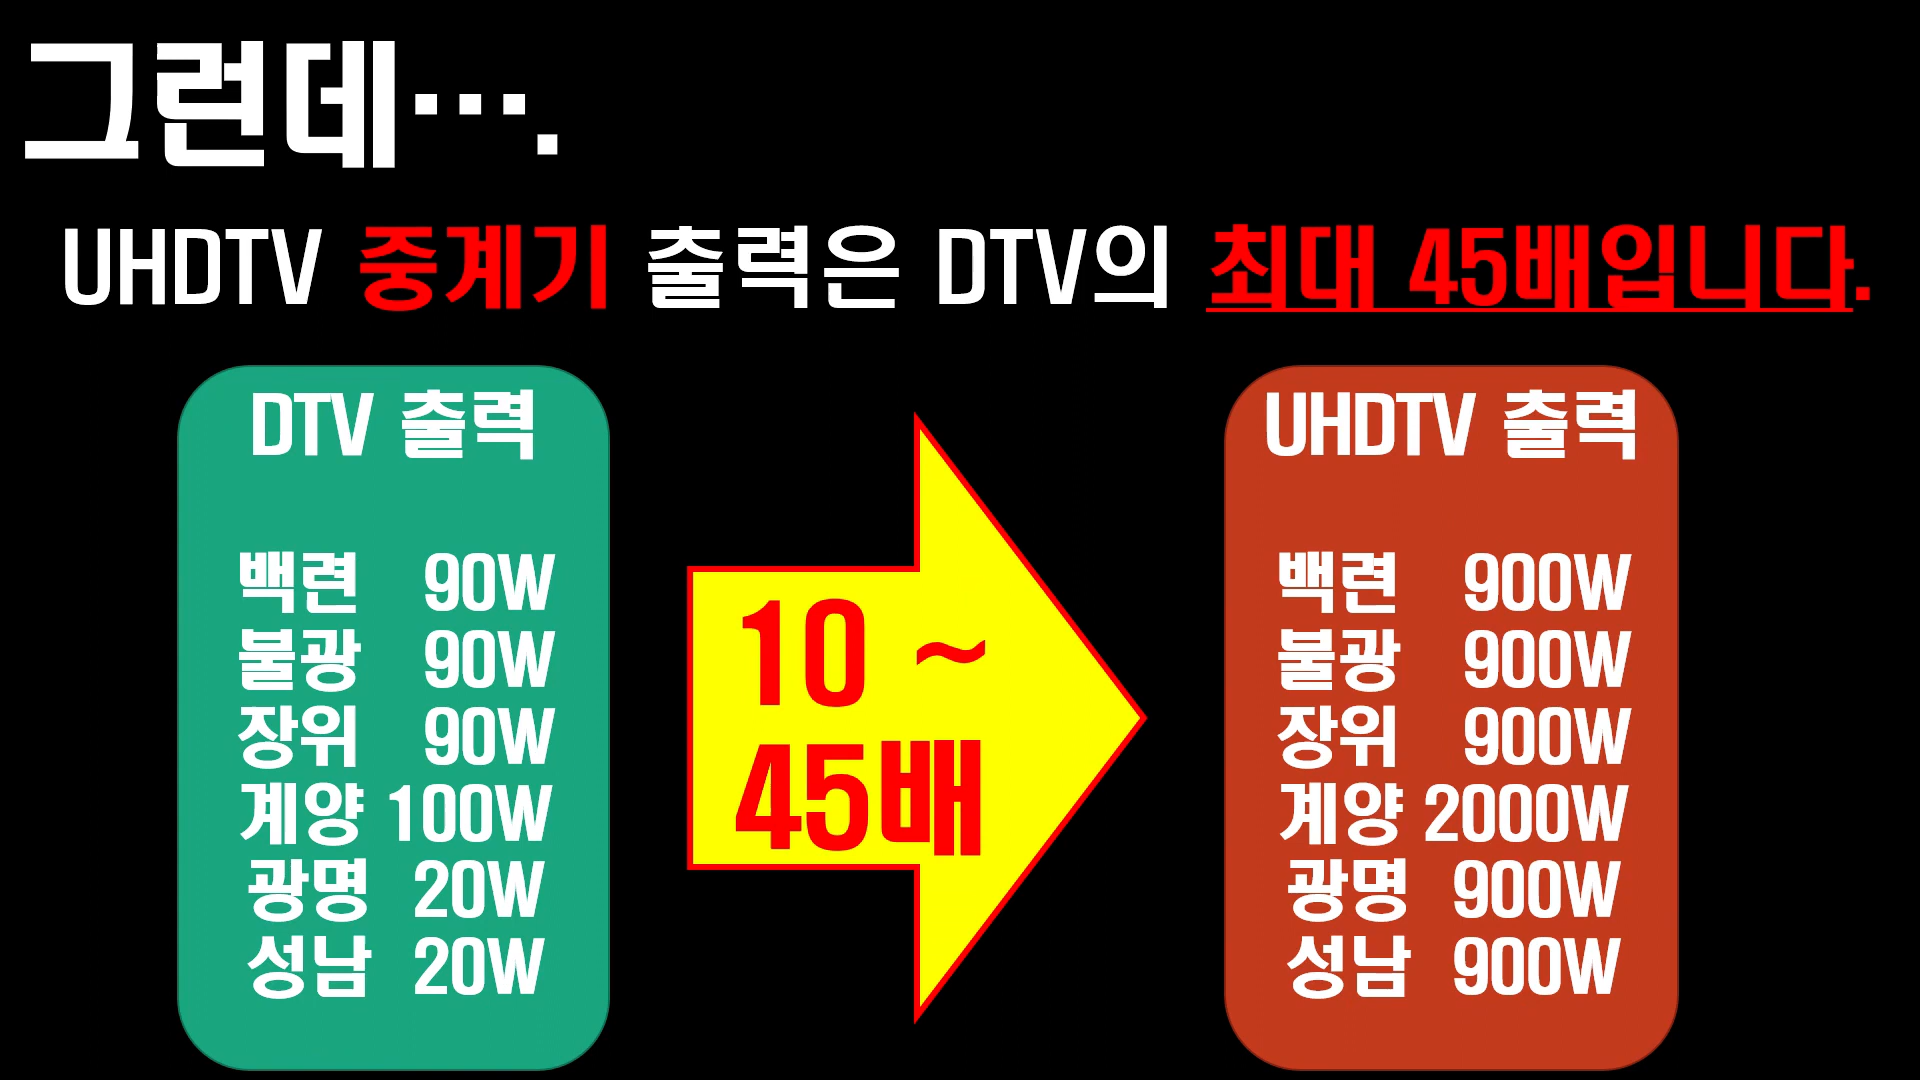 그런데….
UHDTV 중계기 출력은 DTV의 최대 45배입니다.
DTV 출력
백련 90W
불광 90W
장위 90W
계양 100W
광명 20W
성남 20W
10 ~
45배
UHDTV 출력
백련 900W
불광 900W
장위 900W
계양 2000W
광명 900W
성남 900W